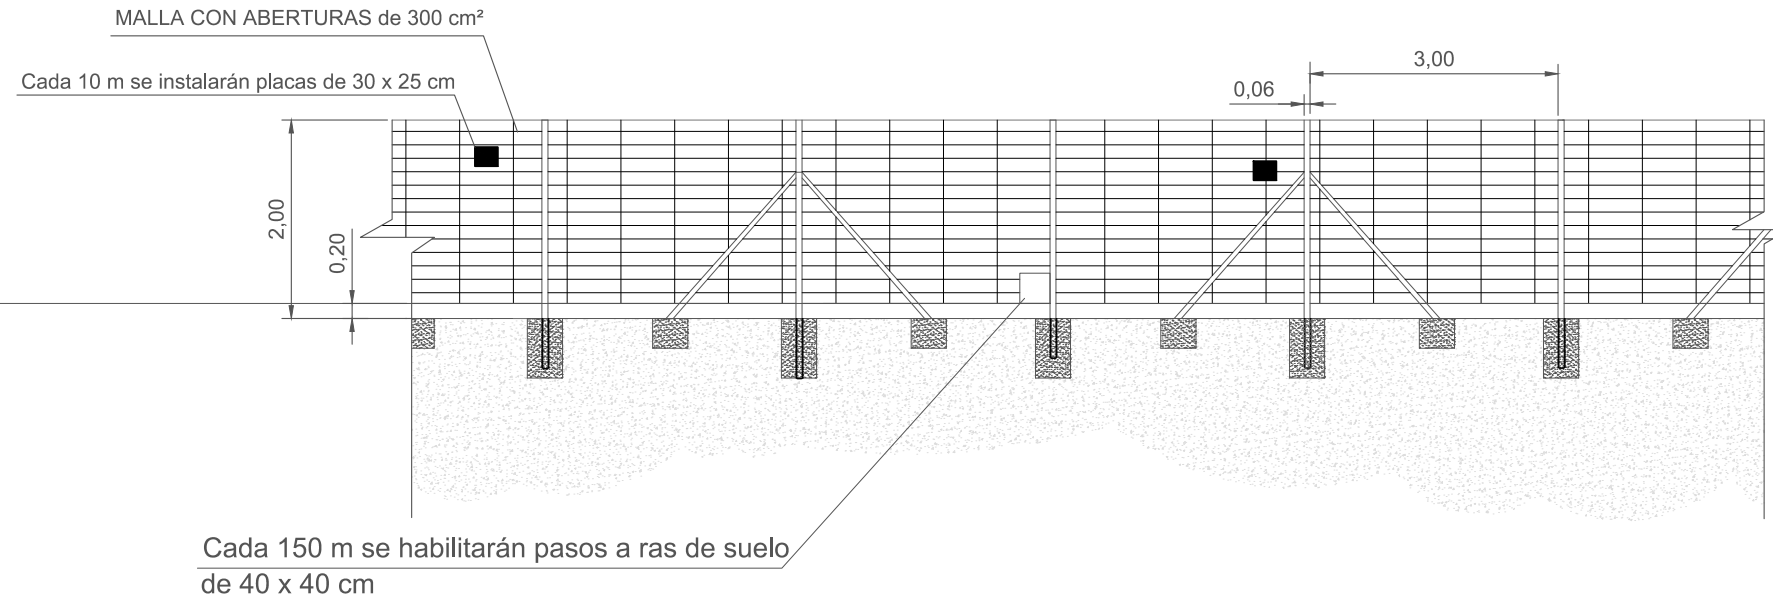 MALLA CON ABERTURAS de 300 cm²
Cada 10 m se instalarán placas de 30 x 25 cm
3,00
0,06
2,00
0,20
Cada 150 m se habilitarán pasos a ras de suelo
de 40 x 40 cm